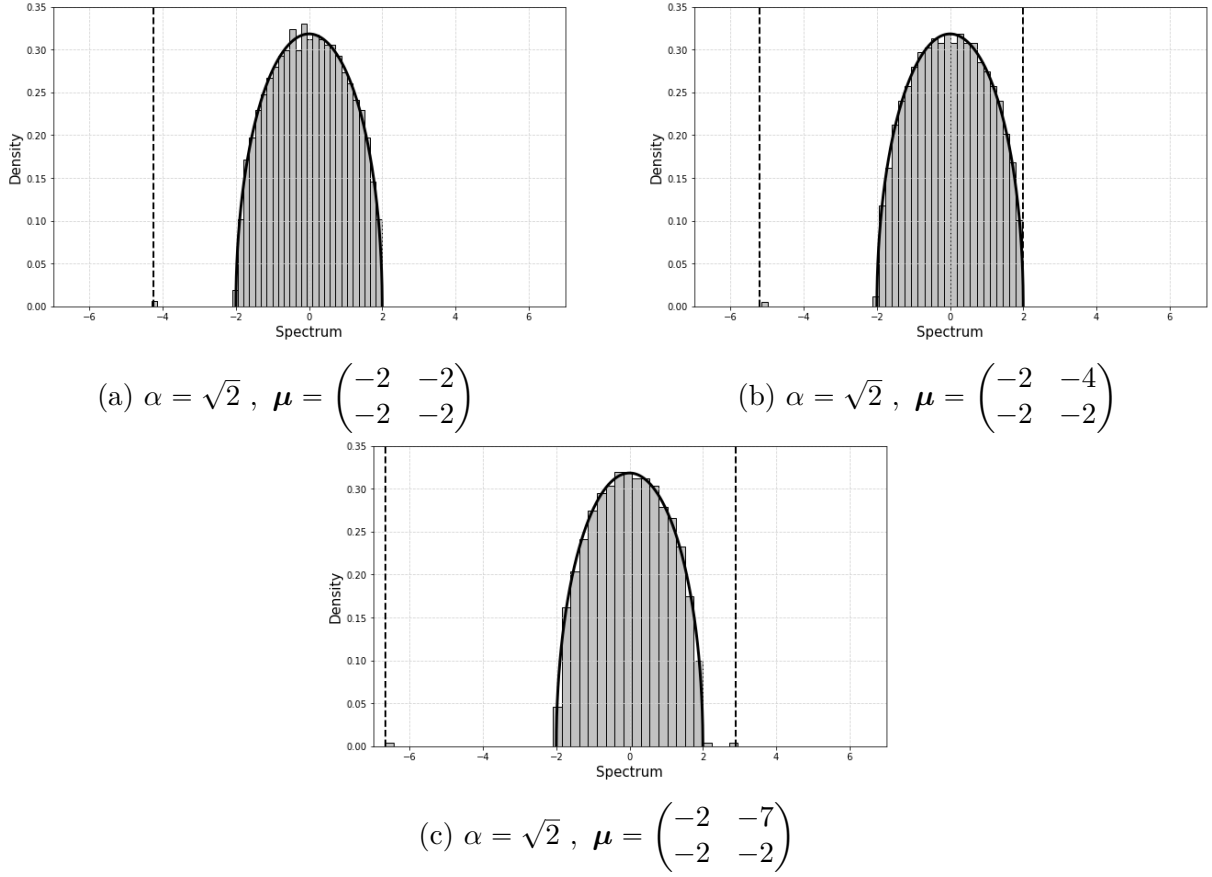 0.35
0.30
0.25
0.20
0.15
0.10
0.05
0.00
Density
-6 -4 -2 0 2 4 6
Spectrum
(a) α = √2 , μ = (−2 −2
−2 −2)
0.35
0.30
0.25
0.20
0.15
0.10
0.05
0.00
Density
-6 -4 -2 0 2 4 6
Spectrum
(b) α = √2 , μ = (−2 −4
−2 −2)
0.35
0.30
0.25
0.20
0.15
0.10
0.05
0.00
Density
-6 -4 -2 0 2 4 6
Spectrum
(c) α = √2 , μ = (−2 −7
−2 −2)